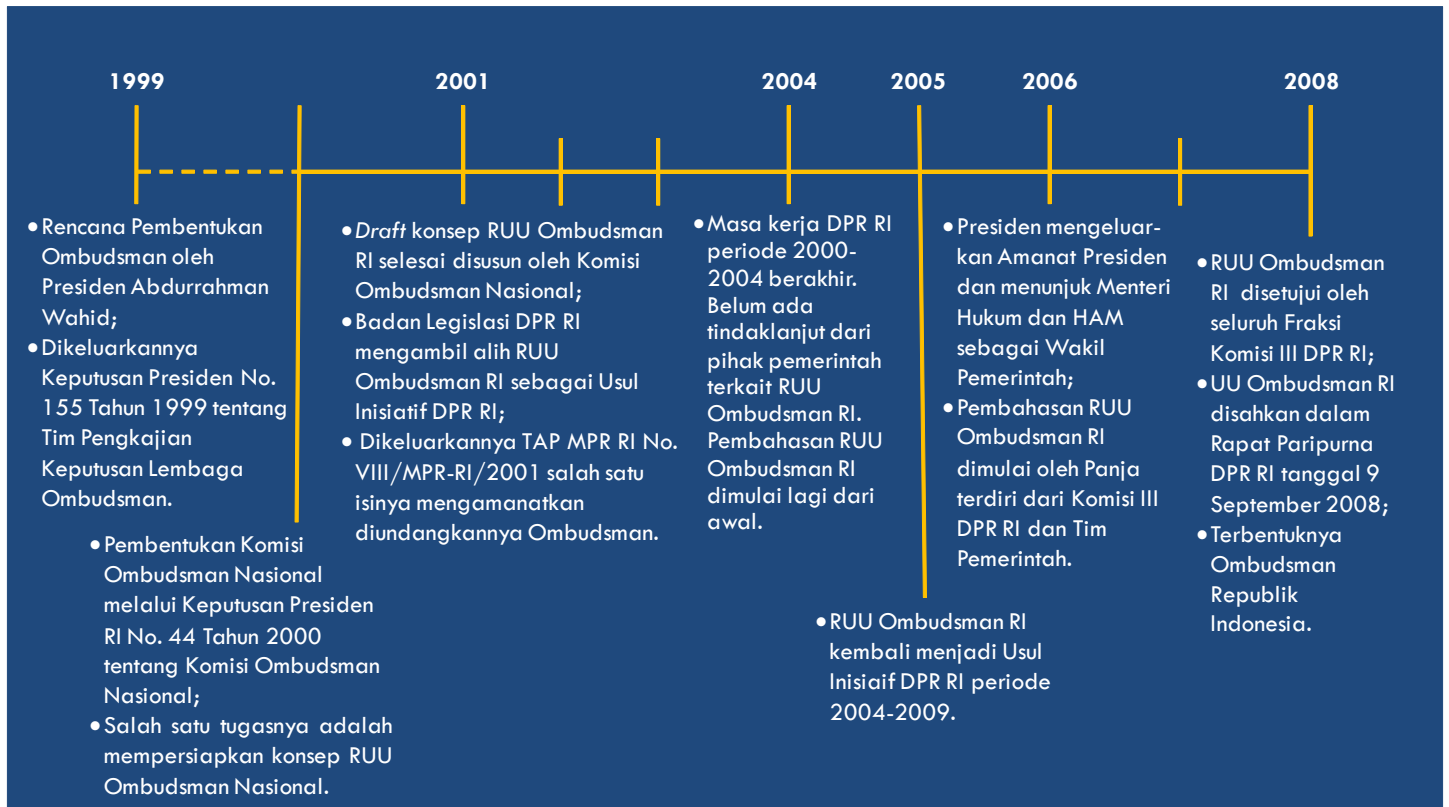 1999
2001
2004
2005
2006
2008
•Rencana Pembentukan
Ombudsman oleh
Presiden Abdurrahman
Wahid;
•Dikeluarkannya
Keputusan Presiden No.
155 Tahun 1999 tentang
Tim Pengkajian
Keputusan Lembaga
Ombudsman.
•Pembentukan Komisi
Ombudsman Nasional
melalui Keputusan Presiden
RI No. 44 Tahun 2000
tentang Komisi Ombudsman
Nasional;
•Salah satu tugasnya adalah
mempersiapkan konsep RUU
Ombudsman Nasional.
•Draft konsep RUU Ombudsman
RI selesai disusun oleh Komisi
Ombudsman Nasional;
•Badan Legislasi DPR RI
mengambil alih RUU
Ombudsman RI sebagai Usul
Inisiatif DPR RI;
• Dikeluarkannya TAP MPR RI No.
VIII/MPR-RI/2001 salah satu
isinya mengamanatkan
diundangkannya Ombudsman.
•Masa kerja DPR RI
periode 2000-
2004 berakhir.
Belum ada
tindaklanjut dari
pihak pemerintah
terkait RUU
Ombudsman RI.
Pembahasan RUU
Ombudsman RI
dimulai lagi dari
awal.
•RUU Ombudsman RI
kembali menjadi Usul
Inisiaif DPR RI periode
2004-2009.
•Presiden mengeluar-
kan Amanat Presiden
dan menunjuk Menteri
Hukum dan HAM
sebagai Wakil
Pemerintah;
•Pembahasan RUU
Ombudsman RI
dimulai oleh Panja
terdiri dari Komisi III
DPR RI dan Tim
Pemerintah.
•RUU Ombudsman
RI disetujui oleh
seluruh Fraksi
Komisi III DPR RI;
•UU Ombudsman RI
disahkan dalam
Rapat Paripurna
DPR RI tanggal 9
September 2008;
•Terbentuknya
Ombudsman
Republik
Indonesia.